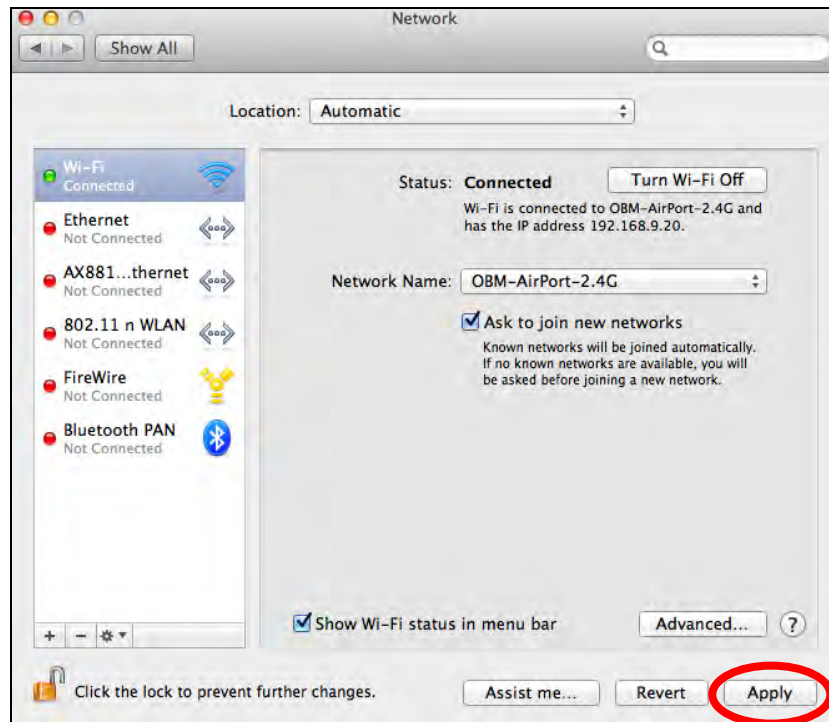 Network
Show All
Location: Automatic
Wi-Fi
Connected
Ethernet
Not Connected
AX881...thernet
Not Connected
802.11 n WLAN
Not Connected
FireWire
Not Connected
Bluetooth PAN
Not Connected
Status: Connected
Turn Wi-Fi Off
Wi-Fi is connected to OBM-AirPort-2.4G and
has the IP address 192.168.9.20.
Network Name: OBM-AirPort-2.4G
Ask to join new networks
Known networks will be joined automatically.
If no known networks are available, you will
be asked before joining a new network.
Show Wi-Fi status in menu bar
Advanced...
?
+ −
Click the lock to prevent further changes.
Assist me...
Revert
Apply